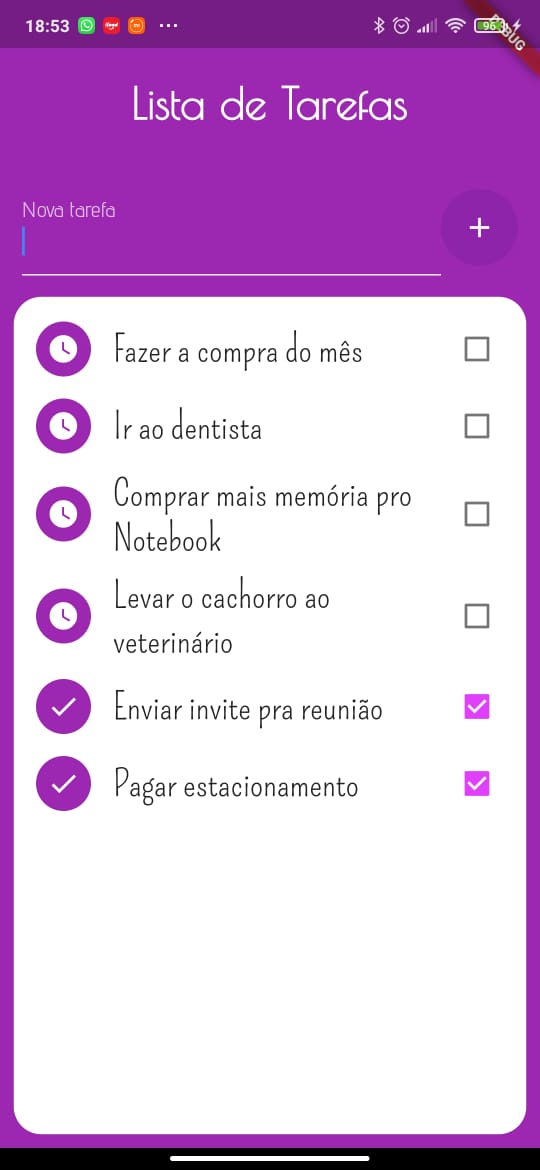 18:53
96
DEBUG
Lista de Tarefas
Nova tarefa
Fazer a compra do mês
Ir ao dentista
Comprar mais memória pro
Notebook
Levar o cachorro ao
veterinário
Enviar invite pra reunião
Pagar estacionamento